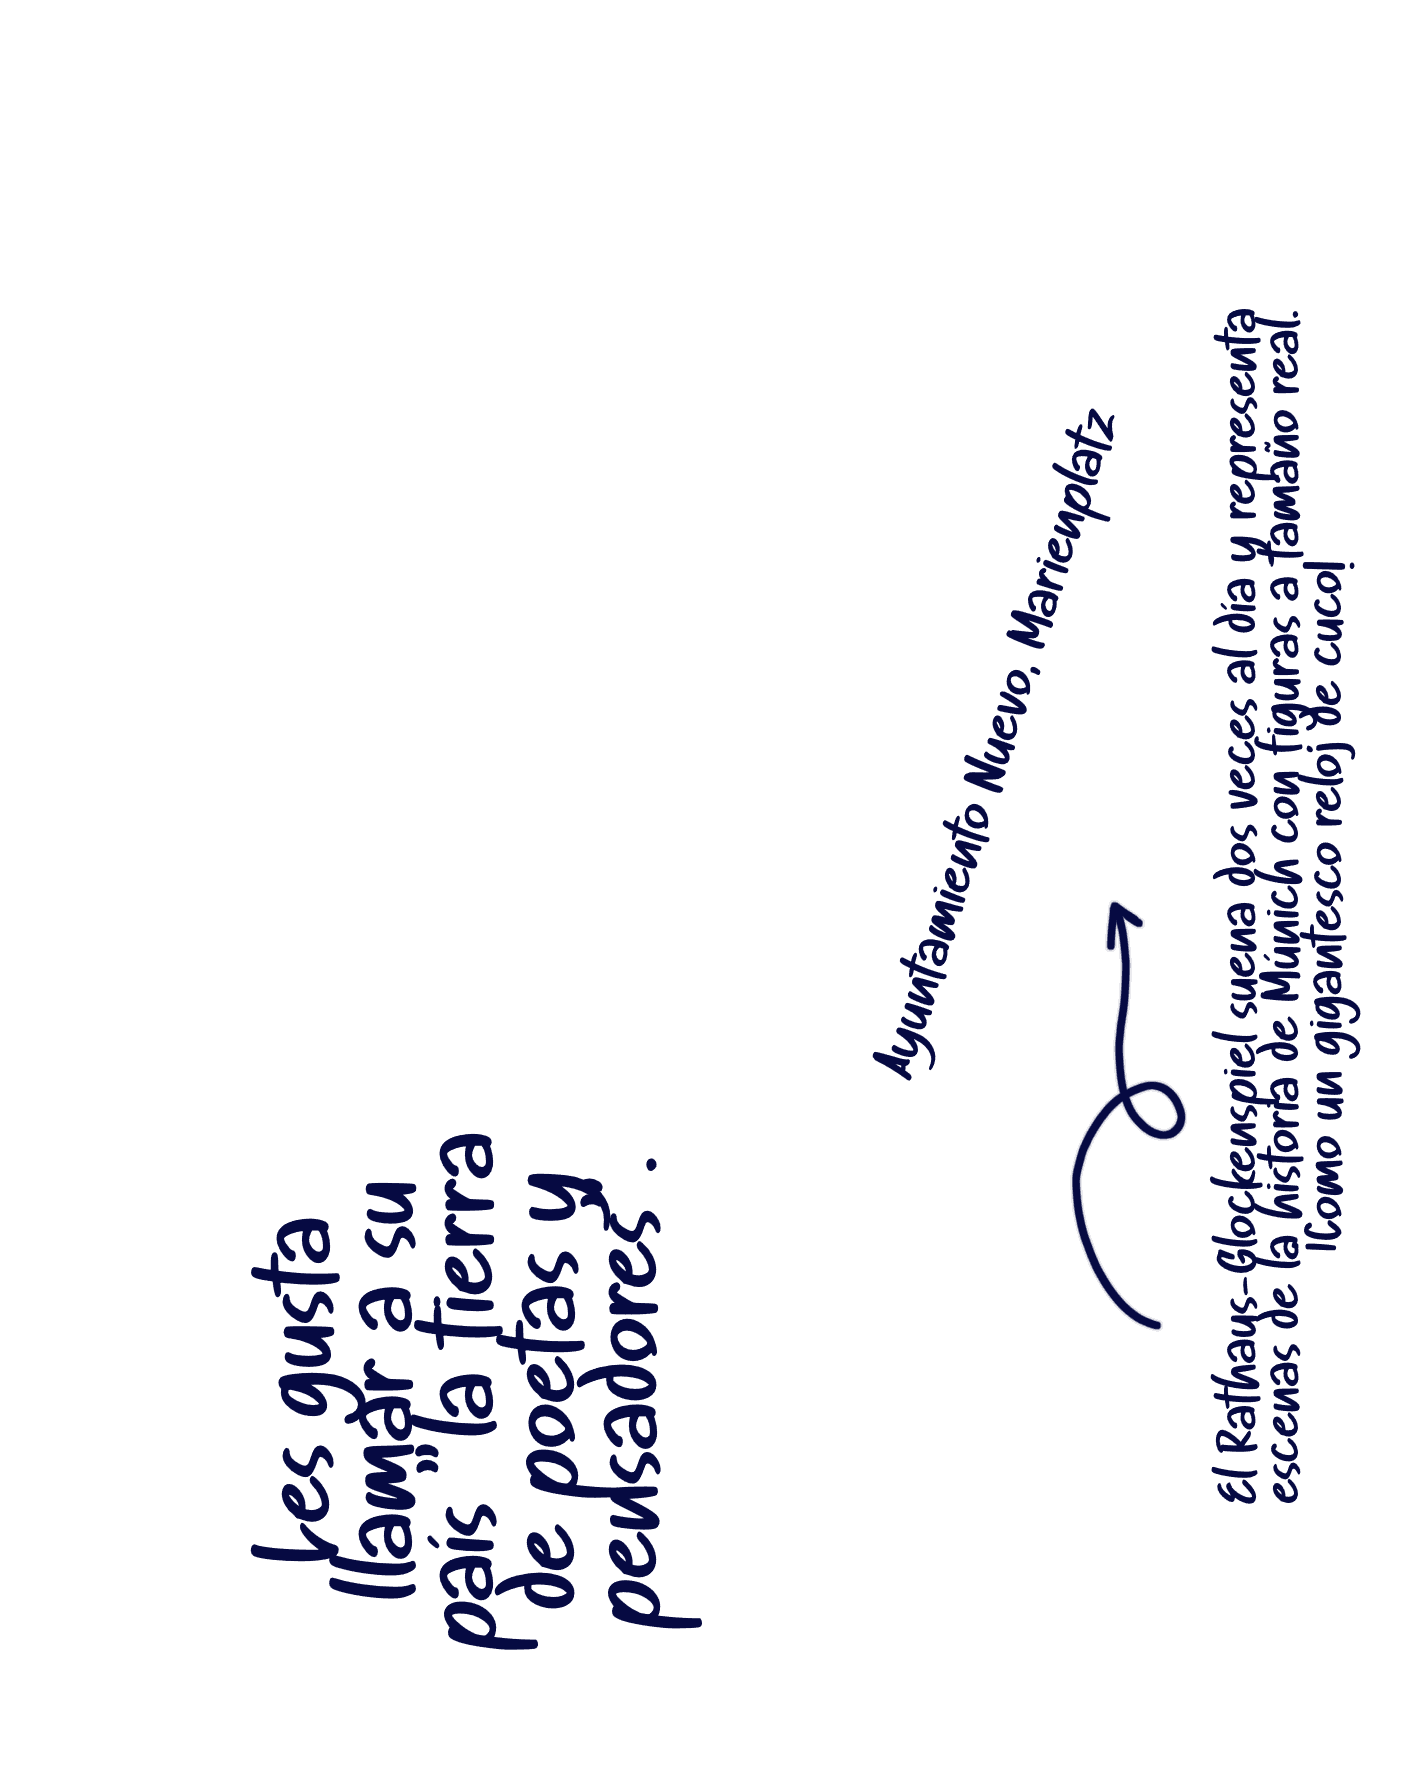 Les gusta
llamar a su
país ”la tierra
de poetas y
pensadores”.
Ayuntamiento Nuevo, Marienplatz
El Rathaus-Glockenspiel suena dos veces al día y representa
escenas de la historia de Múnich con figuras a tamaño real.
¡Como un gigantesco reloj de cuco!